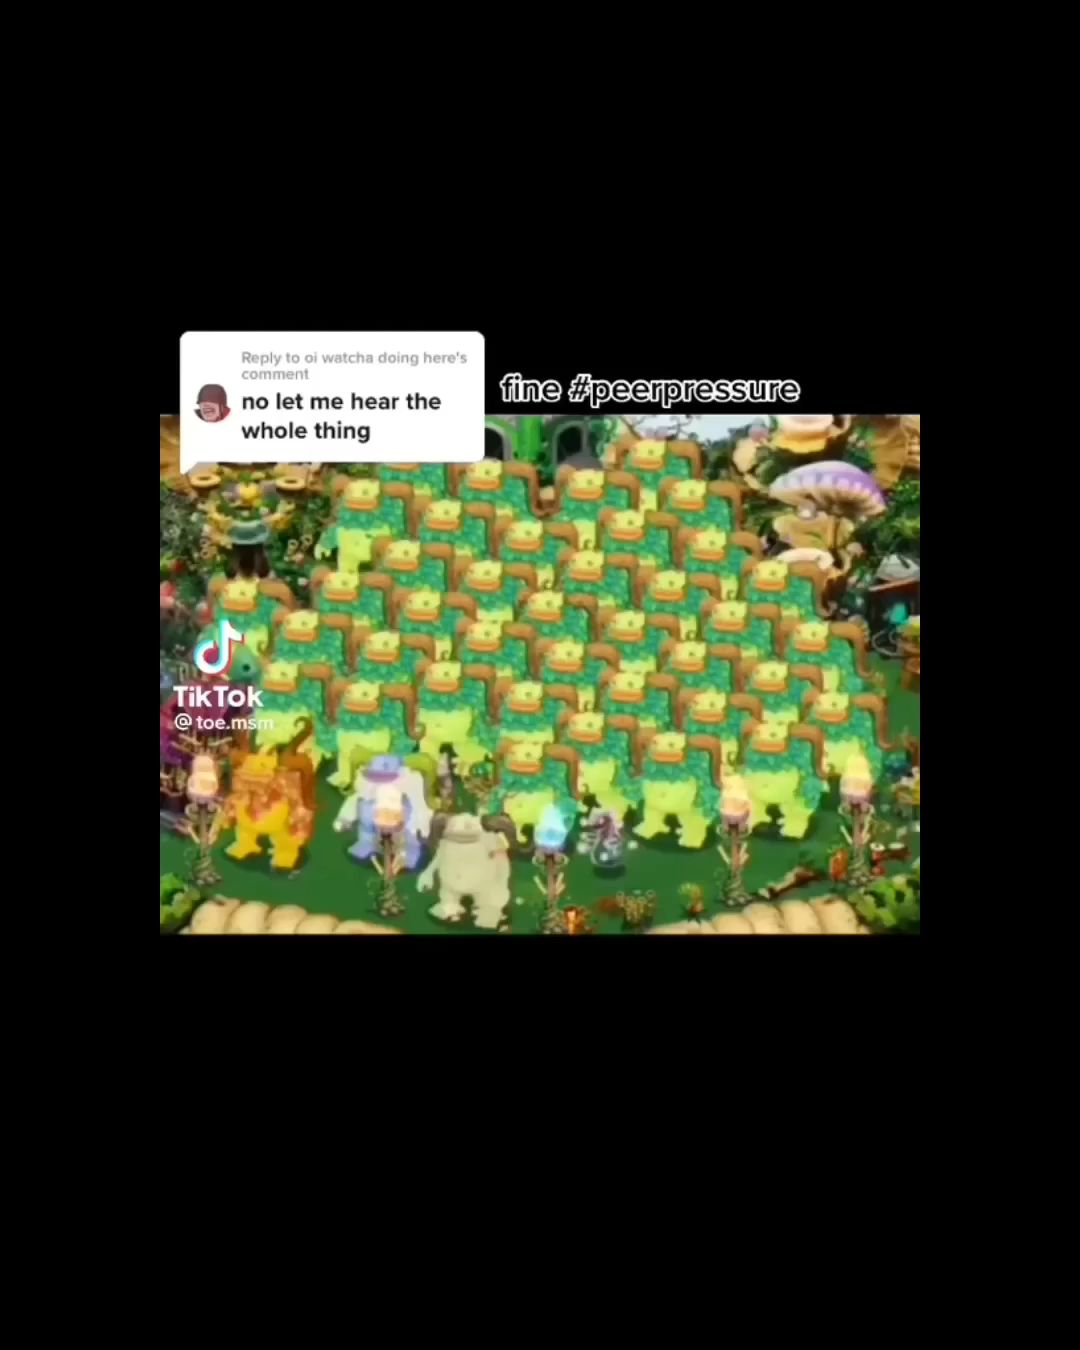 Reply to oi watcha doing here's
comment
no let me hear the
whole thing
fine #peerpressure
TikTok
@toe.msm